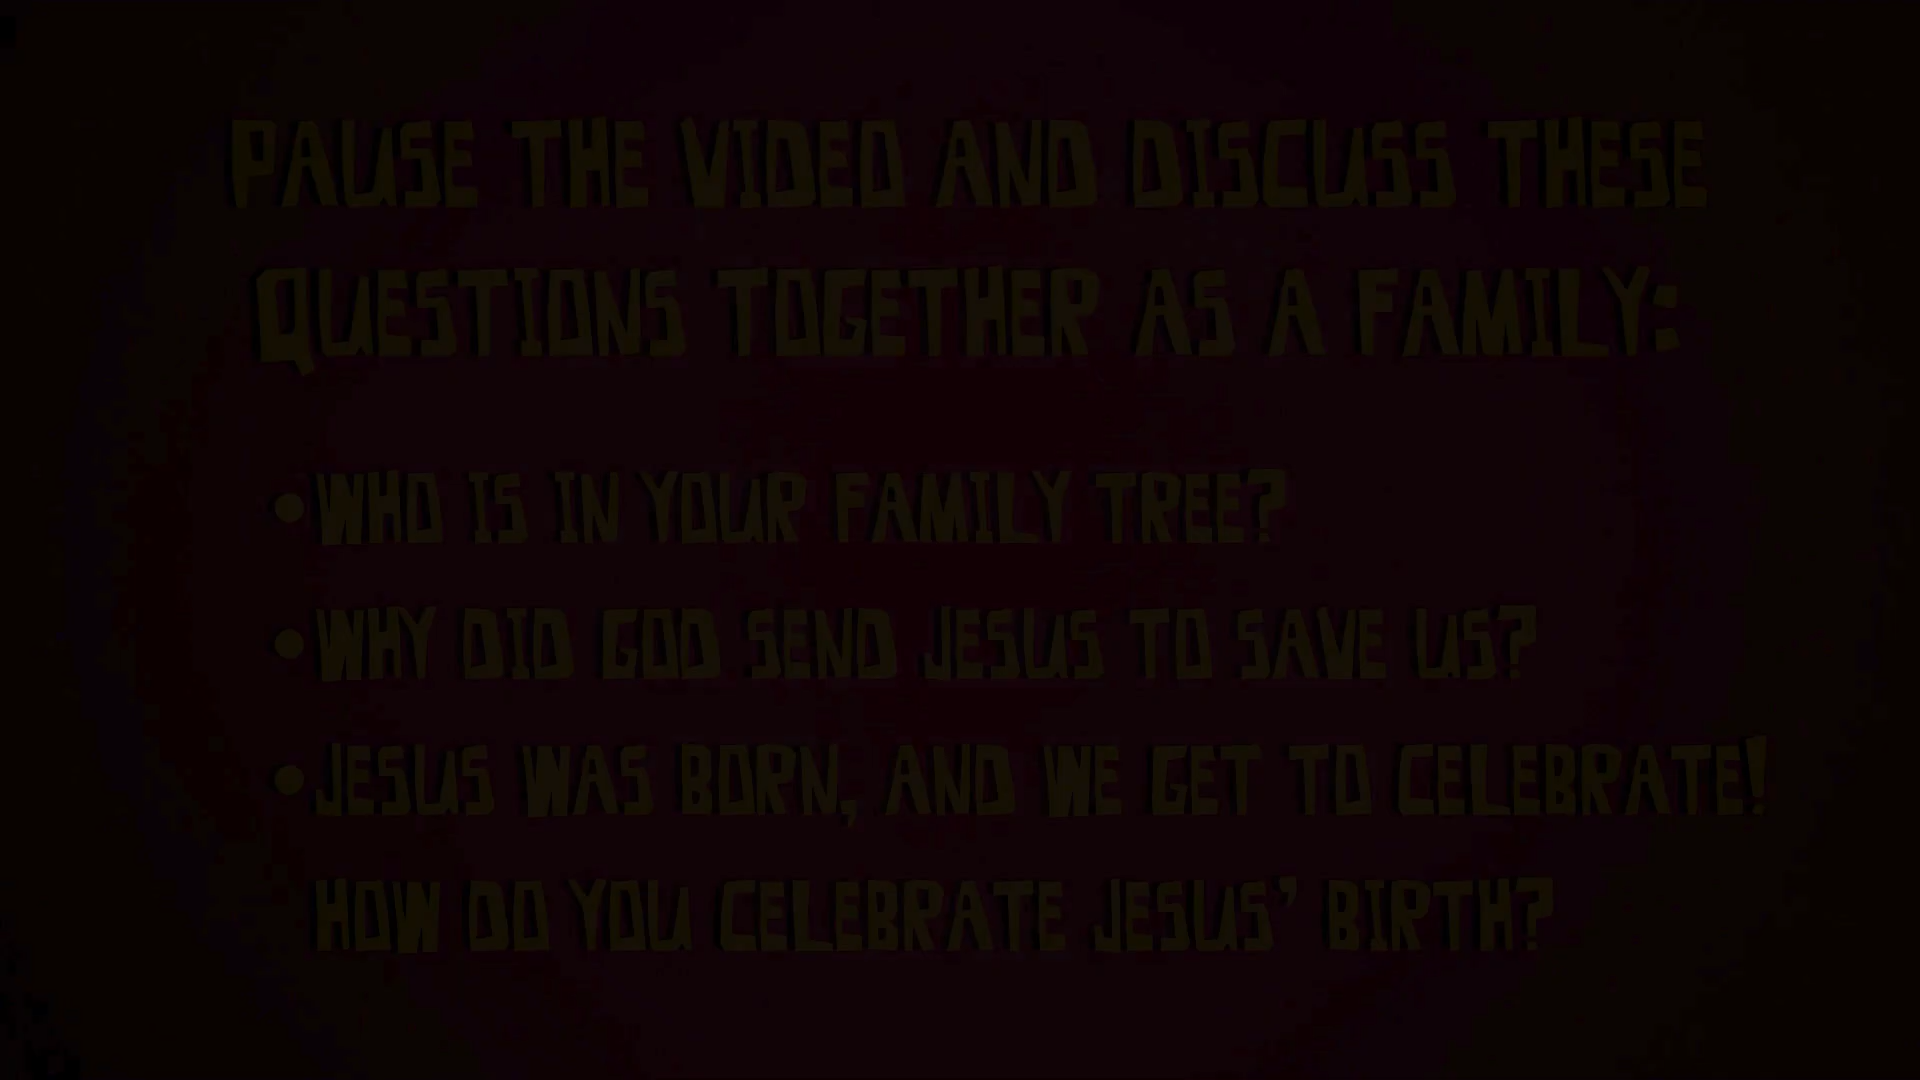 PAUSE THE VIDEO AND DISCUSS THESE
QUESTIONS TOGETHER AS A FAMILY:
•WHO IS IN YOUR FAMILY TREE?
•WHY DID GOD SEND JESUS TO SAVE US?
•JESUS WAS BORN, AND WE GET TO CELEBRATE!
HOW DO YOU CELEBRATE JESUS' BIRTH?